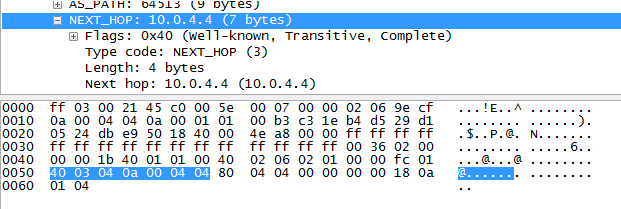 AS_PATH: 64513 (9 bytes)
NEXT_HOP: 10.0.4.4 (7 bytes)
Flags: 0x40 (Well-known, Transitive, Complete)
Type code: NEXT_HOP (3)
Length: 4 bytes
Next hop: 10.0.4.4 (10.0.4.4)
0000 ff 03 00 21 45 c0 00 5e 00 07 00 00 02 06 9e cf ...!E..^ ........
0010 0a 00 04 04 0a 00 01 01 00 b3 c3 1e b4 d5 29 d1 ........ ......).
0020 05 24 db e9 50 18 40 00 4e a8 00 00 ff ff ff ff .$..P.@. N.......
0030 ff ff ff ff ff ff ff ff ff ff ff ff 00 36 02 00 ........ .....6..
0040 00 00 1b 40 01 01 00 40 02 06 02 01 00 00 fc 01 ...@...@ ........
0050 40 03 04 0a 00 04 04 80 04 04 00 00 00 00 18 0a @....... ........
0060 01 04 ..